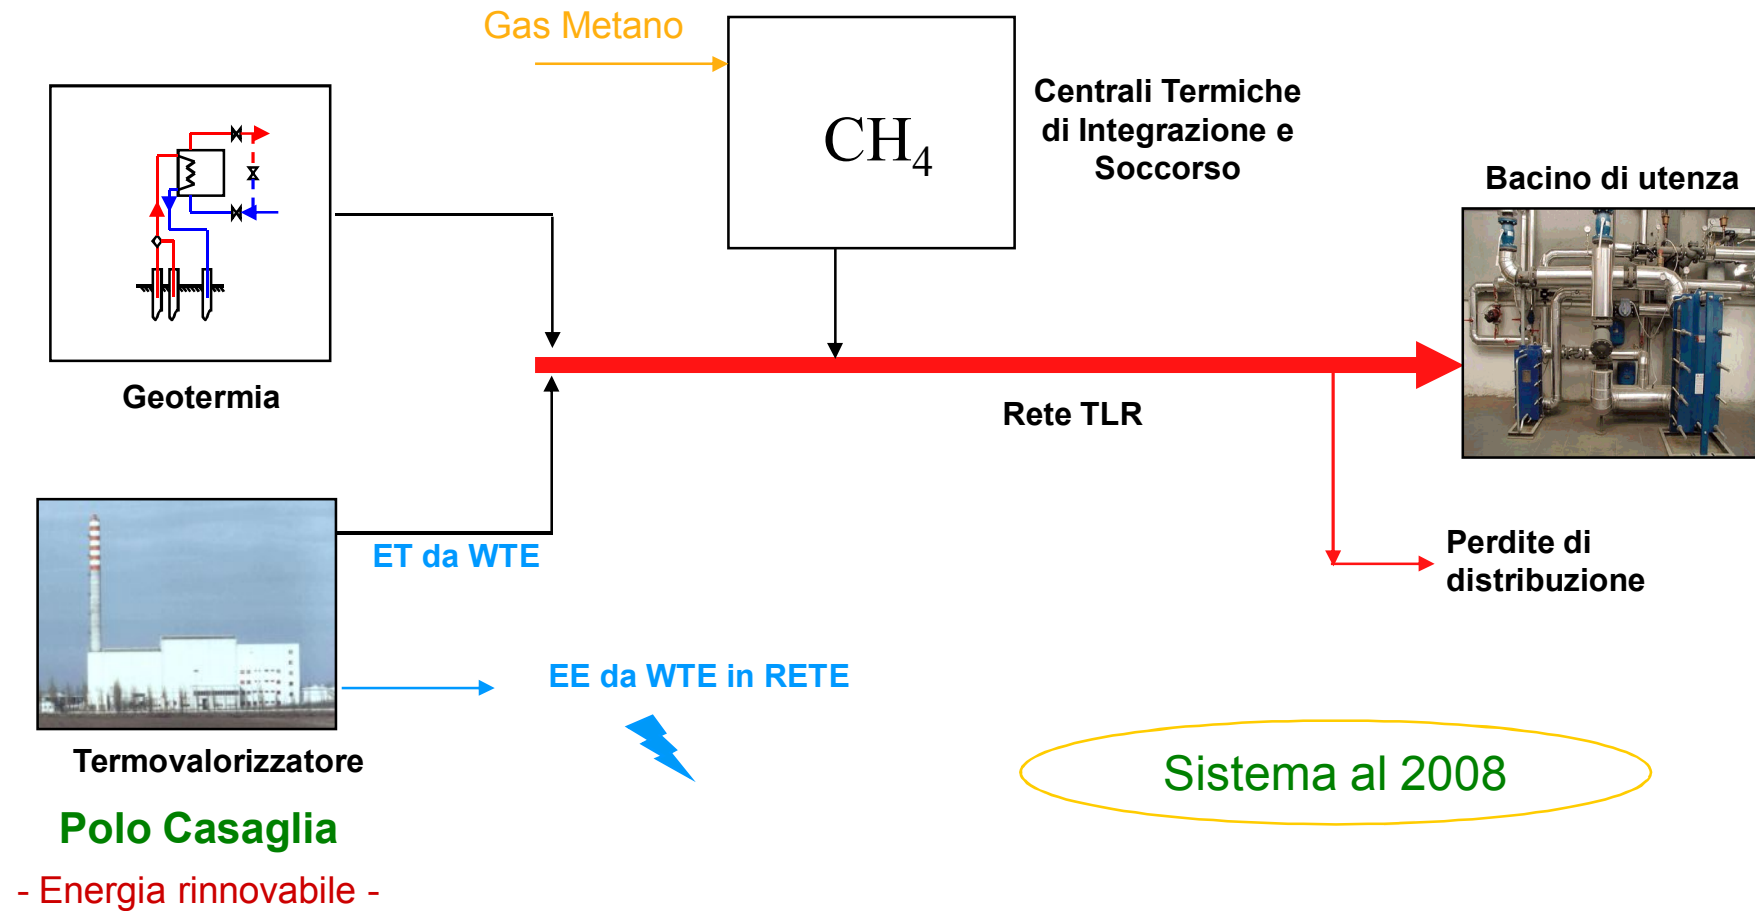 Gas Metano
CH4
Centrali Termiche
di Integrazione e
Soccorso
Bacino di utenza
Geotermia
Rete TLR
ET da WTE
Perdite di
distribuzione
EE da WTE in RETE
Termovalorizzatore
Sistema al 2008
Polo Casaglia
- Energia rinnovabile -